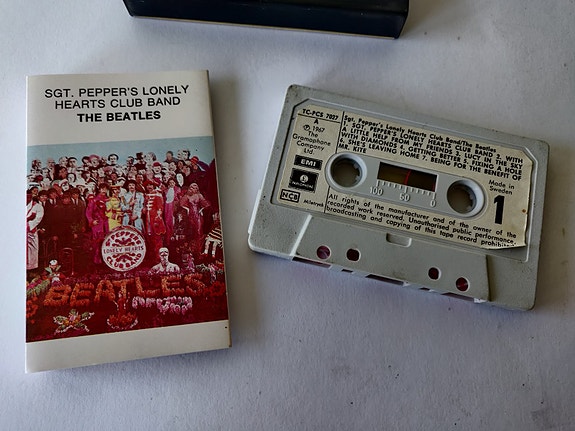 SGT. PEPPER'S LONELY
HEARTS CLUB BAND
THE BEATLES
LONELY HEARTS
CLUB BAND
BEATLES
TC-PCS 7027
A
℗ 1967
The
Gramophone
Company
Ltd
EMI
PARLOPHONE
NCB
Sgt. Pepper's Lonely Hearts Club Band/The Beatles
1. SGT. PEPPER'S LONELY HEARTS CLUB BAND 2. WITH
A LITTLE HELP FROM MY FRIENDS 3. LUCY IN THE SKY
WITH DIAMONDS 4. GETTING BETTER 5. FIXING A HOLE
6. SHE'S LEAVING HOME 7. BEING FOR THE BENEFIT OF
MR. KITE
Made in
Sweden
1
100 50 0
All rights of the manufacturer and of the owner of the
recorded work reserved. Unauthorised public performance,
broadcasting and copying of this tape record prohib